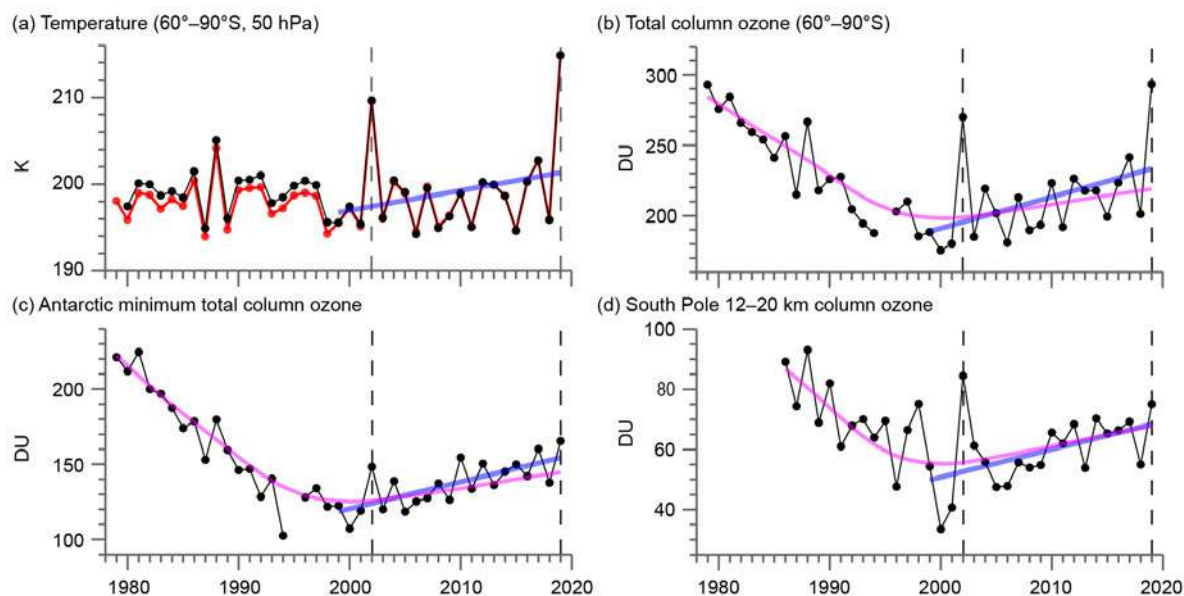 (a) Temperature (60°–90°S, 50 hPa)
K
210
200
190
(b) Total column ozone (60°–90°S)
DU
300
250
200
(c) Antarctic minimum total column ozone
DU
200
150
100
1980 1990 2000 2010 2020
(d) South Pole 12–20 km column ozone
DU
100
80
60
40
1980 1990 2000 2010 2020